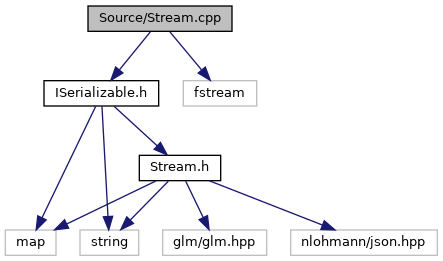 Source/Stream.cpp
ISerializable.h
fstream
Stream.h
map
string
glm/glm.hpp
nlohmann/json.hpp